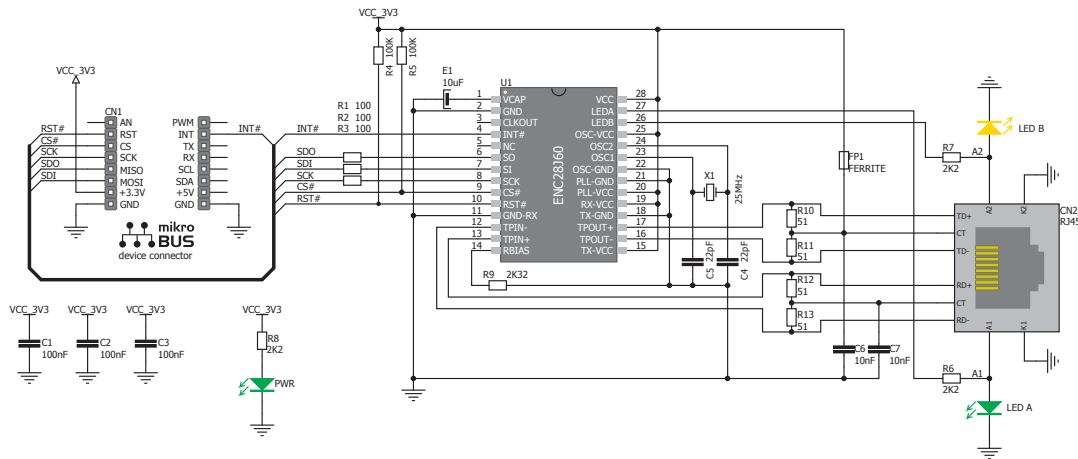 VCC_3V3
R4 100K
R5 100K
E1
10uF
U1
ENC28J60
1 VCAP
2 GND
3 CLKOUT
4 INT#
5 NC
6 SO
7 SI
8 SCK
9 CS#
10 RST#
11 GND-RX
12 TPIN-
13 TPIN+
14 RBIAS
VCC 28
LEDA 27
LEDB 26
OSC-VCC 25
OSC2 24
OSC1 23
OSC-GND 22
PLL-GND 21
PLL-VCC 20
RX-VCC 19
TX-GND 18
TPOUT+ 17
TPOUT- 16
TX-VCC 15
VCC_3V3
CN1
AN
RST
CS
SCK
MISO
MOSI
+3.3V
GND
PWM
INT
TX
RX
SCL
SDA
+5V
GND
RST#
CS#
SCK
SDO
SDI
INT#
mikro
BUS
device connector
R1 100
R2 100
R3 100
INT#
SDO
SDI
SCK
CS#
RST#
R9 2K32
X1
25MHz
C5 22pF
C4 22pF
FP1
FERRITE
R10
51
R11
51
R12
51
R13
51
C6
10nF
C7
10nF
LED B
R7
2K2
A2
A2
K2
CN2
RJ45
TD+
CT
TD-
RD+
CT
RD-
A1
K1
R6
2K2
A1
LED A
VCC_3V3
C1
100nF
VCC_3V3
C2
100nF
VCC_3V3
C3
100nF
VCC_3V3
R8
2K2
PWR